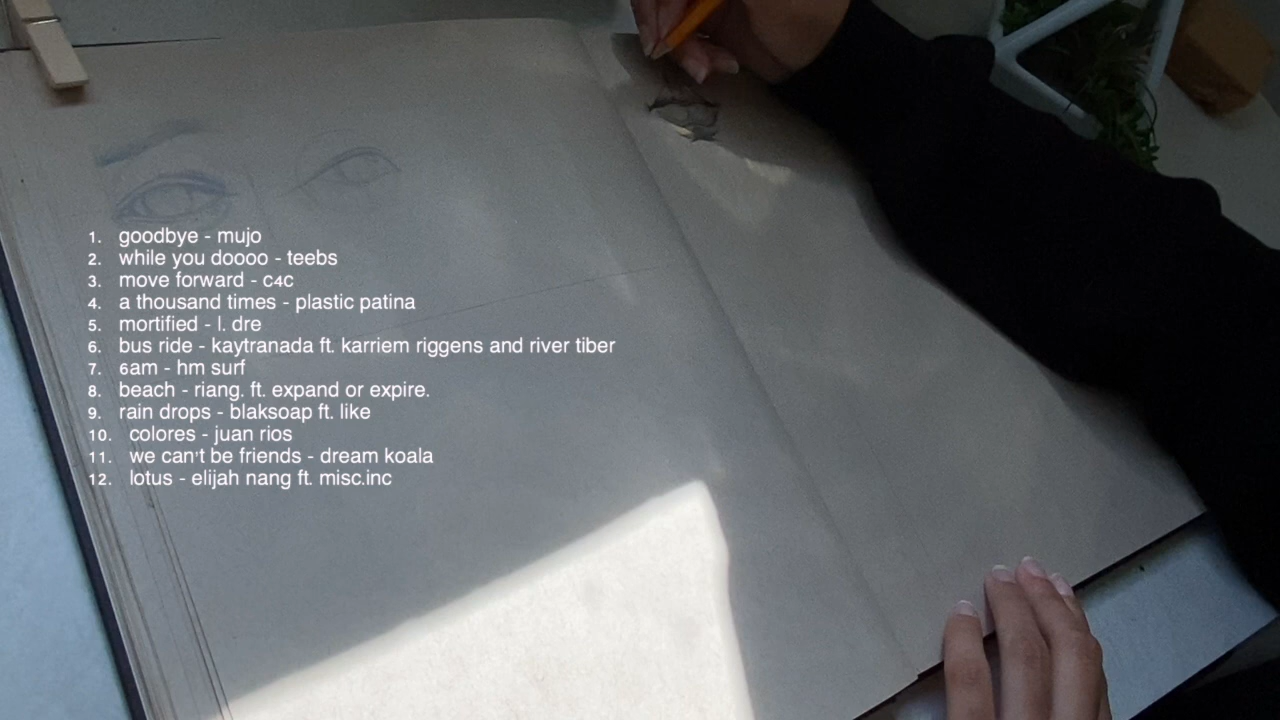 1. goodbye - mujo
2. while you doooo - teebs
3. move forward - c4c
4. a thousand times - plastic patina
5. mortified - l. dre
6. bus ride - kaytranada ft. karriem riggens and river tiber
7. 6am - hm surf
8. beach - riang. ft. expand or expire.
9. rain drops - blaksoap ft. like
10. colores - juan rios
11. we can't be friends - dream koala
12. lotus - elijah nang ft. misc.inc